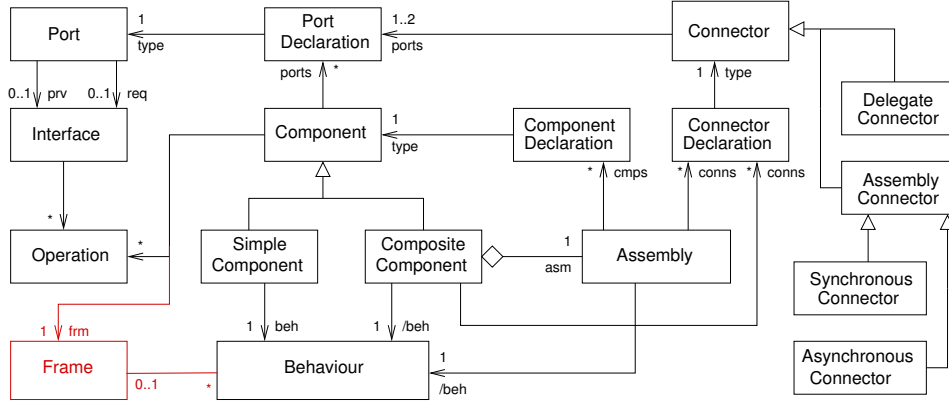 Port
1
type
Port
Declaration
1..2
ports
Connector
0..1 prv
0..1 req
ports *
1 type
Delegate
Connector
Interface
Component
1
type
Component
Declaration
Connector
Declaration
* cmps
* conns
* conns
Assembly
Connector
*
*
Operation
Simple
Component
Composite
Component
1
asm
Assembly
Synchronous
Connector
1 frm
1 beh
1 /beh
1
/beh
Frame
0..1
*
Behaviour
Asynchronous
Connector